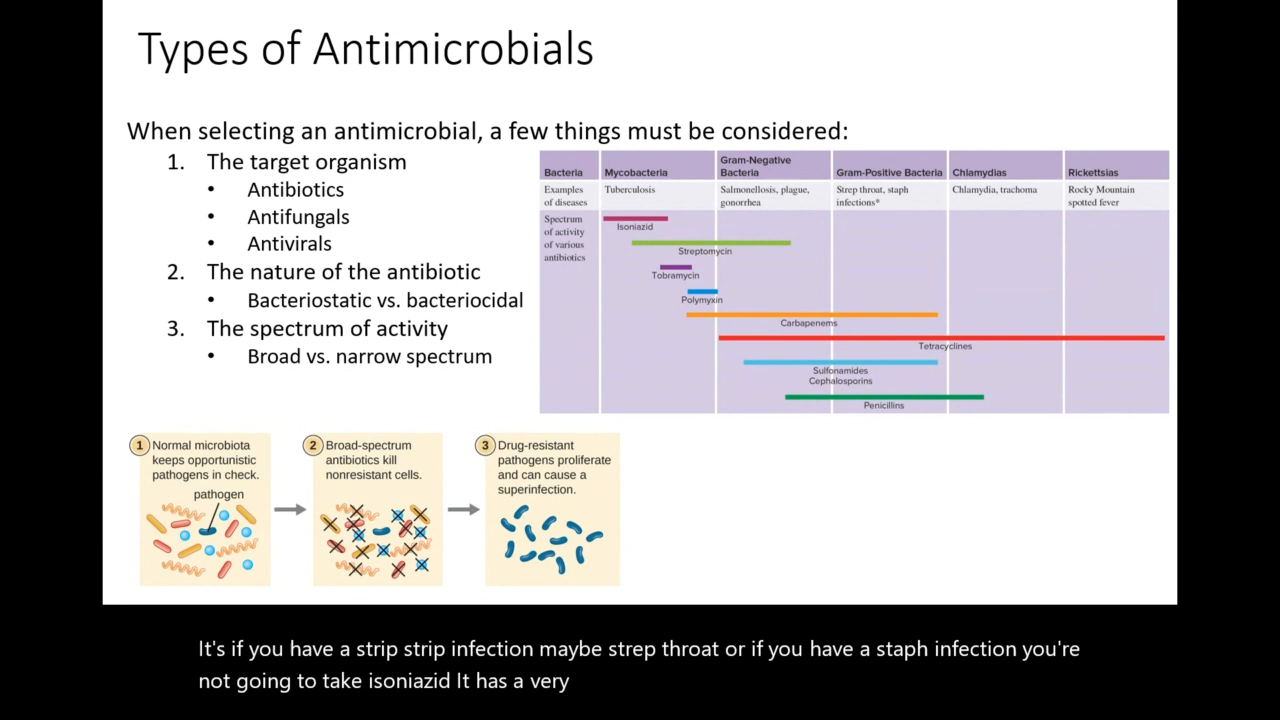 Types of Antimicrobials
When selecting an antimicrobial, a few things must be considered:
1. The target organism
• Antibiotics
• Antifungals
• Antivirals
2. The nature of the antibiotic
• Bacteriostatic vs. bacteriocidal
3. The spectrum of activity
• Broad vs. narrow spectrum
Bacteria Mycobacteria Gram-Negative Bacteria Gram-Positive Bacteria Chlamydias Rickettsias
Examples of diseases Tuberculosis Salmonellosis, plague, gonorrhea Strep throat, staph infections* Chlamydia, trachoma Rocky Mountain spotted fever
Spectrum
of activity
of various
antibiotics
Isoniazid
Streptomycin
Tobramycin
Polymyxin
Carbapenems
Tetracyclines
Sulfonamides
Cephalosporins
Penicillins
1 Normal microbiota
keeps opportunistic
pathogens in check.
pathogen
2 Broad-spectrum
antibiotics kill
nonresistant cells.
3 Drug-resistant
pathogens proliferate
and can cause a
superinfection.
It's if you have a strip strip infection maybe strep throat or if you have a staph infection you're
not going to take isoniazid It has a very